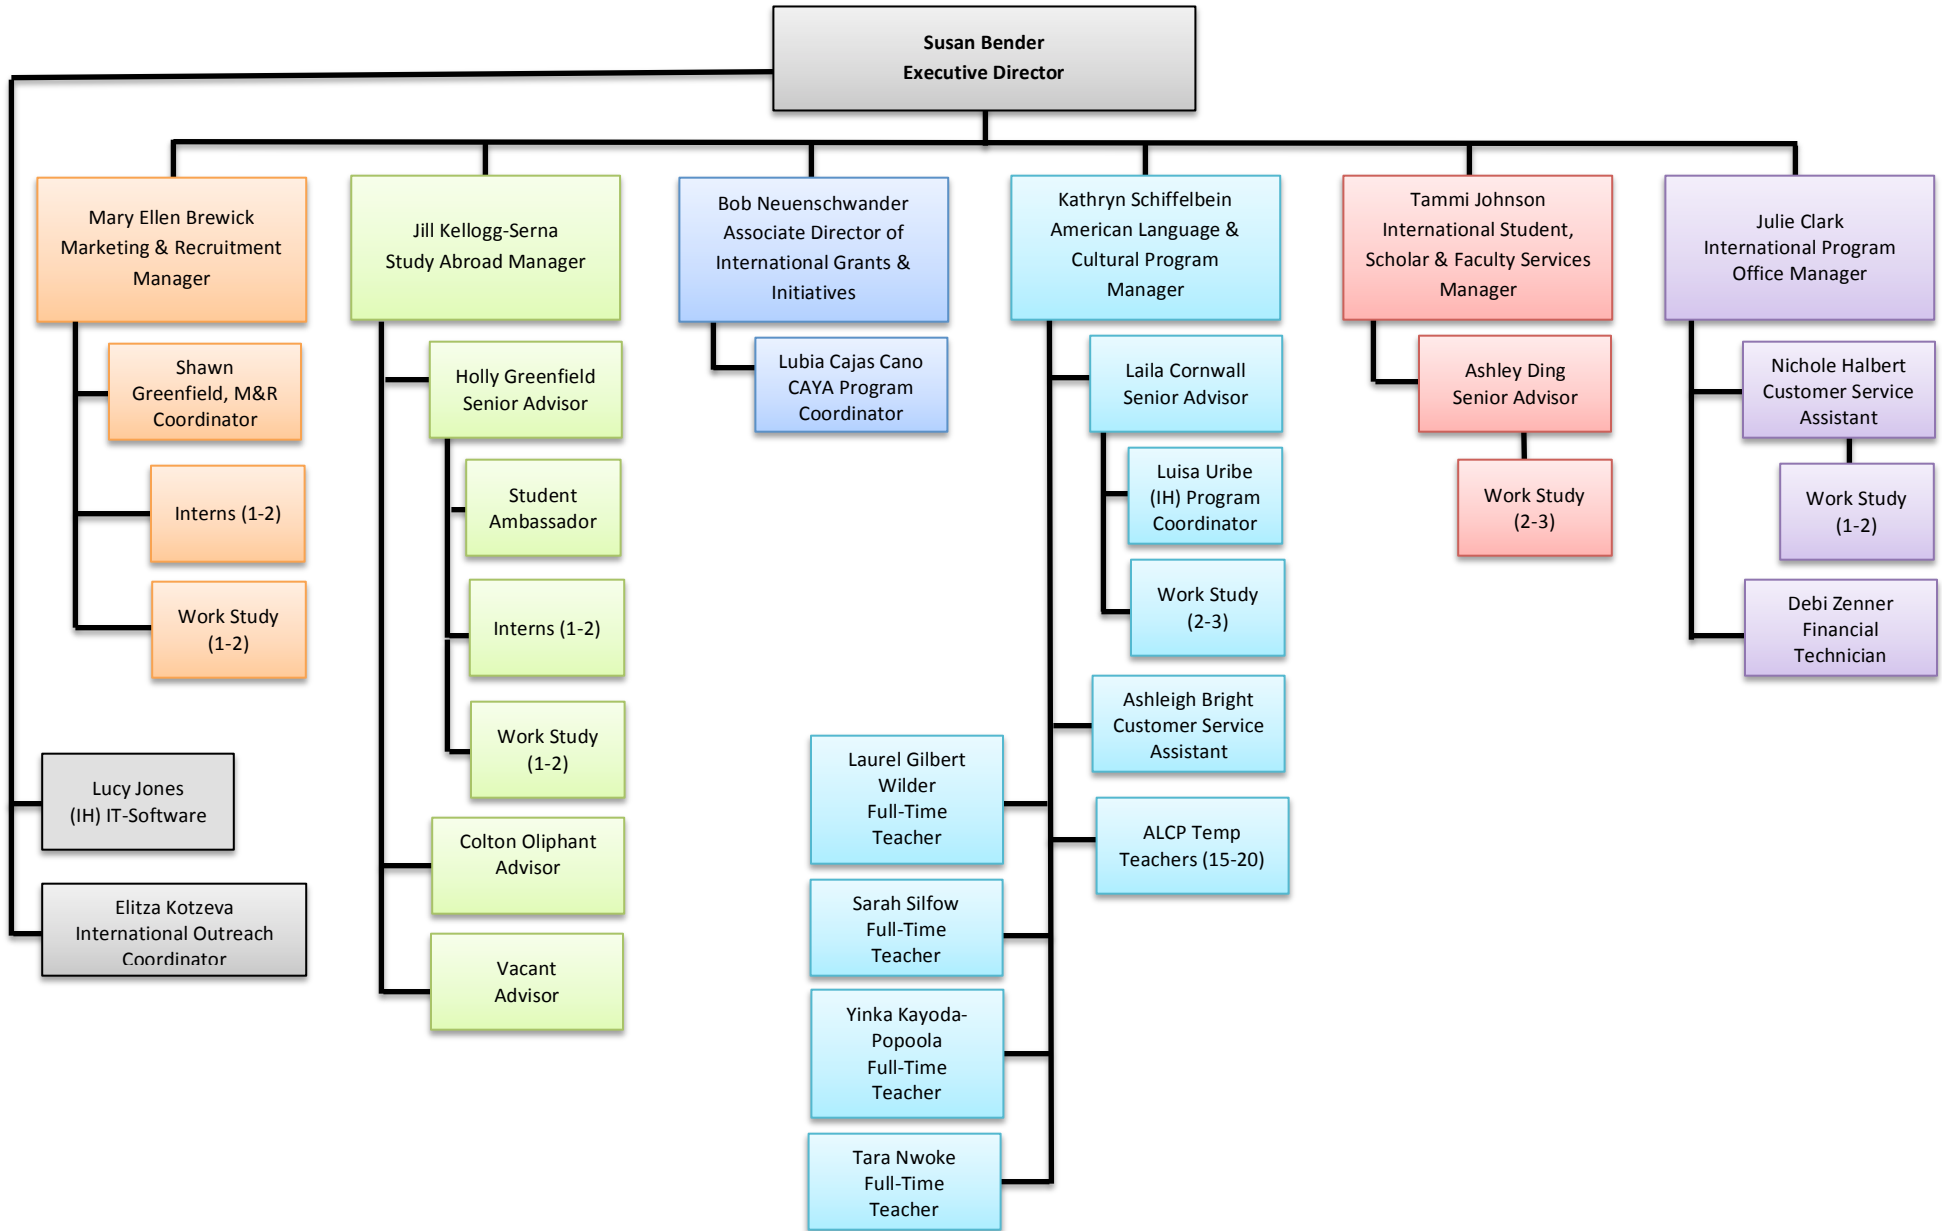 Susan Bender
Executive Director
Mary Ellen Brewick
Marketing & Recruitment
Manager
Shawn
Greenfield, M&R
Coordinator
Interns (1-2)
Work Study
(1-2)
Lucy Jones
(IH) IT-Software
Elitza Kotzeva
International Outreach
Coordinator
Jill Kellogg-Serna
Study Abroad Manager
Holly Greenfield
Senior Advisor
Student
Ambassador
Interns (1-2)
Work Study
(1-2)
Colton Oliphant
Advisor
Vacant
Advisor
Bob Neuenschwander
Associate Director of
International Grants &
Initiatives
Lubia Cajas Cano
CAYA Program
Coordinator
Kathryn Schiffelbein
American Language &
Cultural Program
Manager
Laila Cornwall
Senior Advisor
Luisa Uribe
(IH) Program
Coordinator
Work Study
(2-3)
Ashleigh Bright
Customer Service
Assistant
ALCP Temp
Teachers (15-20)
Laurel Gilbert
Wilder
Full-Time
Teacher
Sarah Silfow
Full-Time
Teacher
Yinka Kayoda-
Popoola
Full-Time
Teacher
Tara Nwoke
Full-Time
Teacher
Tammi Johnson
International Student,
Scholar & Faculty Services
Manager
Ashley Ding
Senior Advisor
Work Study
(2-3)
Julie Clark
International Program
Office Manager
Nichole Halbert
Customer Service
Assistant
Work Study
(1-2)
Debi Zenner
Financial
Technician